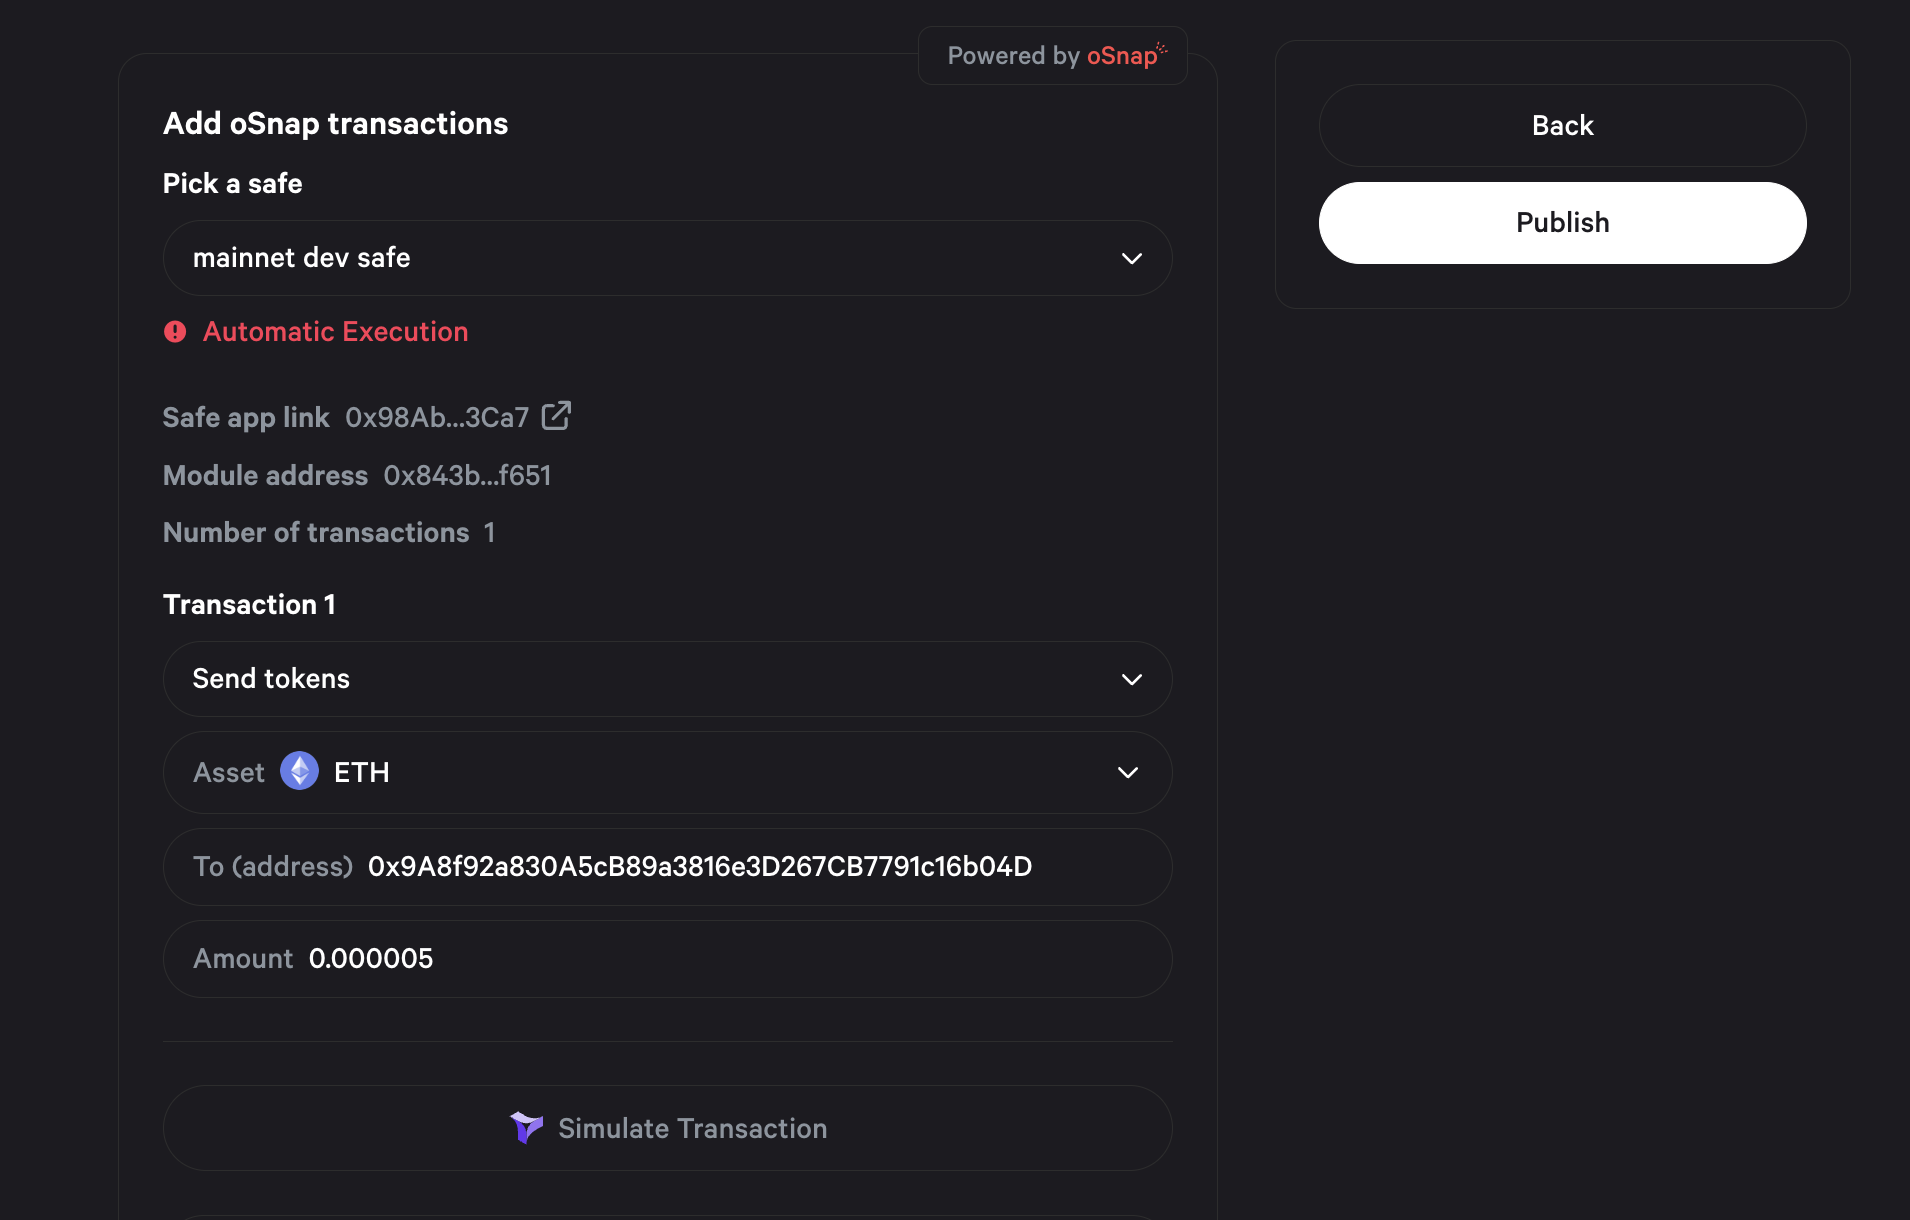 Powered by oSnap
Add oSnap transactions
Pick a safe
mainnet dev safe
Automatic Execution
Safe app link 0x98Ab...3Ca7
Module address 0x843b...f651
Number of transactions 1
Transaction 1
Send tokens
Asset ETH
To (address) 0x9A8f92a830A5cB89a3816e3D267CB7791c16b04D
Amount 0.000005
Simulate Transaction
Back
Publish